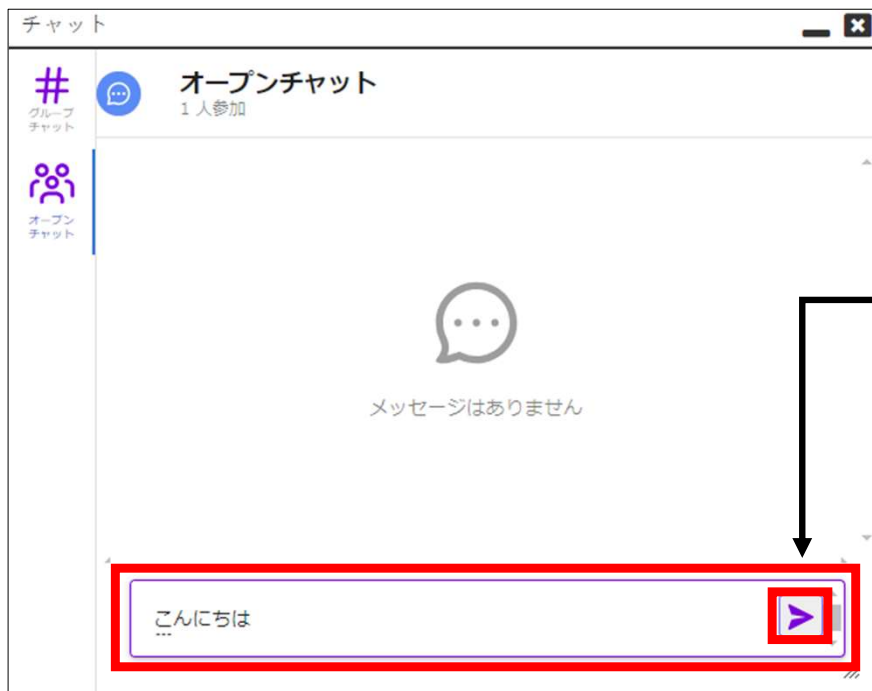 チャット
グループ
チャット
オープンチャット
1 人参加
オープン
チャット
メッセージはありません
こんにちは